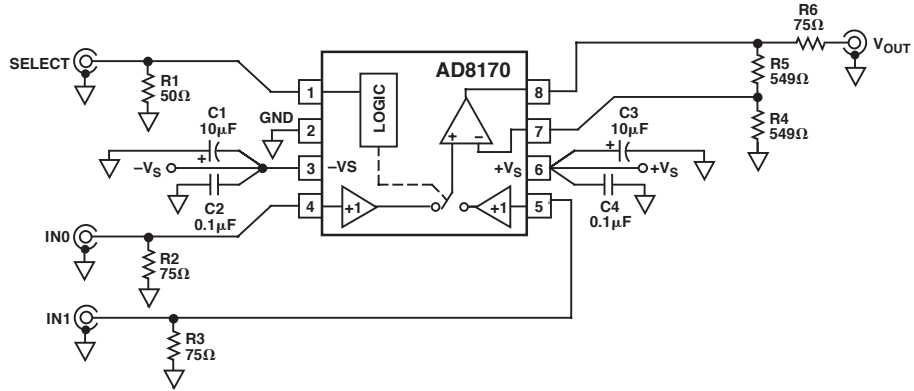 SELECT
R1
50Ω
C1
10µF
+
GND
−VS
C2
0.1µF
IN0
R2
75Ω
IN1
R3
75Ω
AD8170
LOGIC
1
2
3
4
−VS
+1
+
−
+VS
+1
8
7
6
5
C3
10µF
+
+VS
C4
0.1µF
R6
75Ω
VOUT
R5
549Ω
R4
549Ω